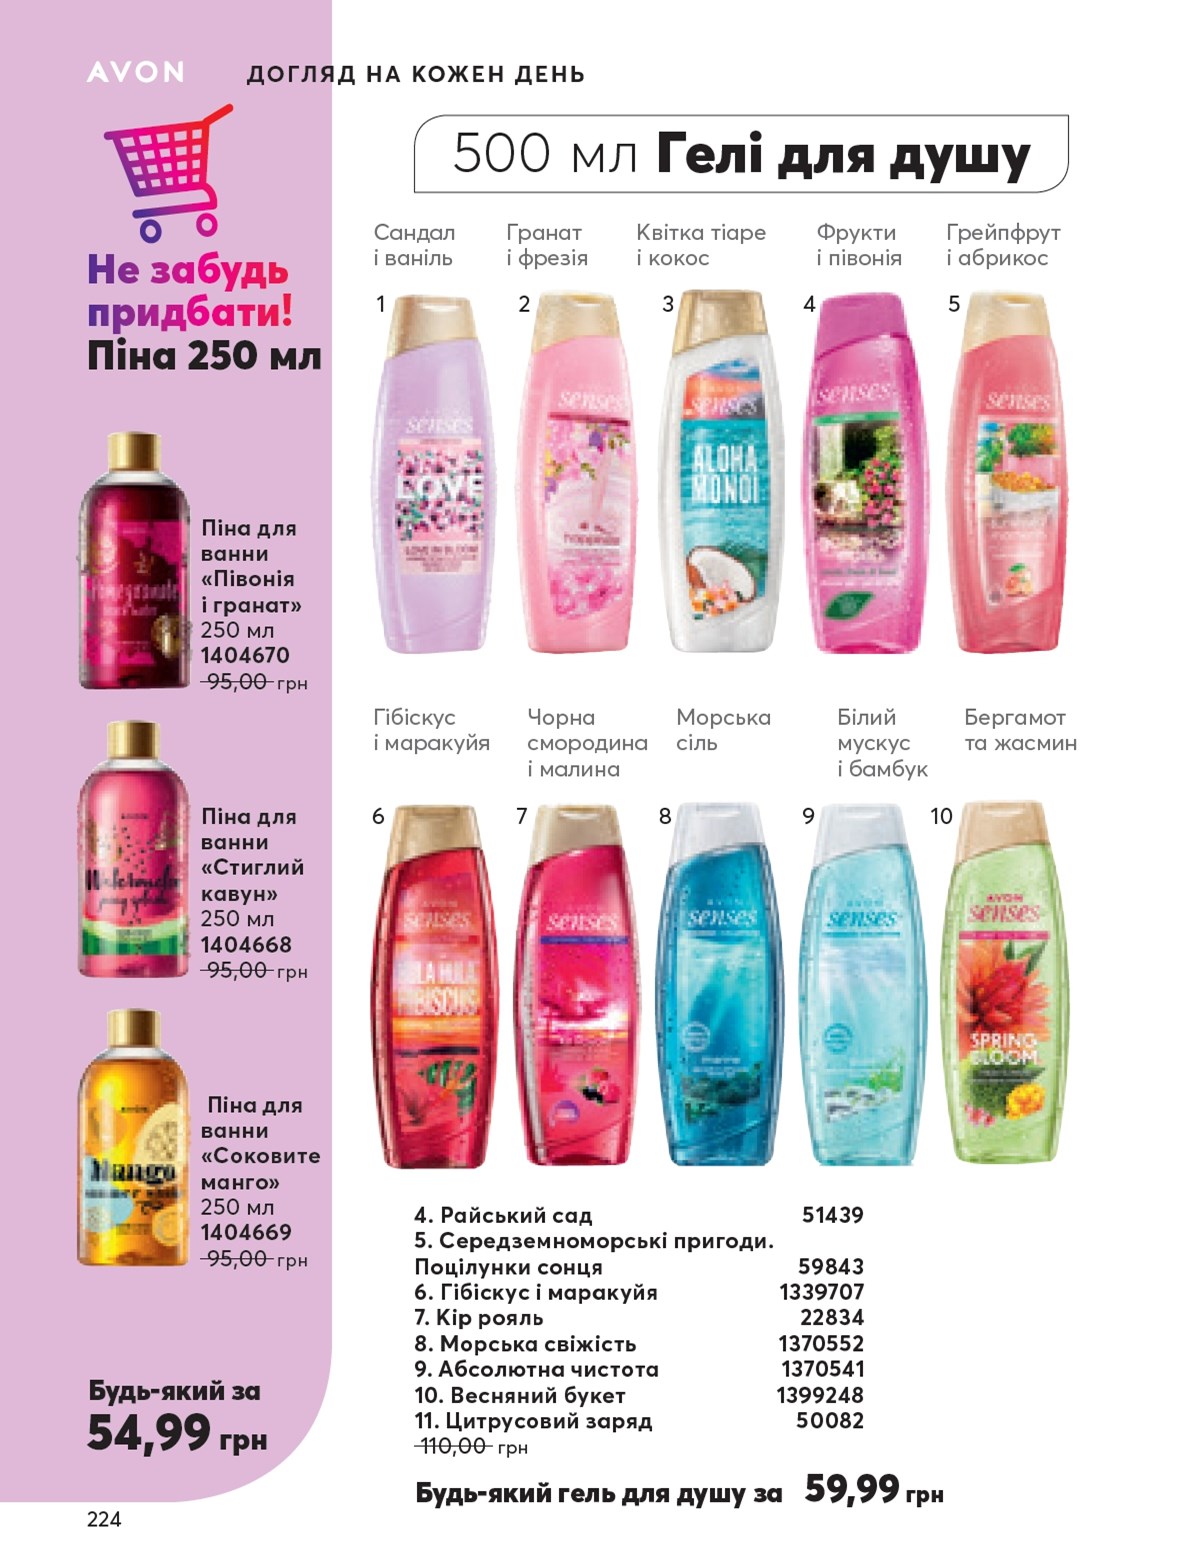 AVON
ДОГЛЯД НА КОЖЕН ДЕНЬ
Не забудь
придбати!
Піна 250 мл
Піна для
ванни
«Півонія
і гранат»
250 мл
1404670
95,00 грн
Піна для
ванни
«Стиглий
кавун»
250 мл
1404668
95,00 грн
Піна для
ванни
«Соковите
манго»
250 мл
1404669
95,00 грн
Будь-який за
54,99 грн
224
500 мл Гелі для душу
Сандал
і ваніль
Гранат
і фрезія
Квітка тіаре
і кокос
Фрукти
і півонія
Грейпфрут
і абрикос
1
2
3
4
5
senses
LOVE
LOVE IN BLOOM
senses
happiness
senses
ALOHA
MONOI
senses
senses
Гібіскус
і маракуйя
Чорна
смородина
і малина
Морська
сіль
Білий
мускус
і бамбук
Бергамот
та жасмин
6
7
8
9
10
senses
HULA HULA
HIBISCUS
senses
senses
marine
senses
AVON
senses
SPRING
BLOOM
Mango
4. Райський сад 51439
5. Середземноморські пригоди.
Поцілунки сонця 59843
6. Гібіскус і маракуйя 1339707
7. Кір рояль 22834
8. Морська свіжість 1370552
9. Абсолютна чистота 1370541
10. Весняний букет 1399248
11. Цитрусовий заряд 50082
110,00 грн
Будь-який гель для душу за 59,99 грн